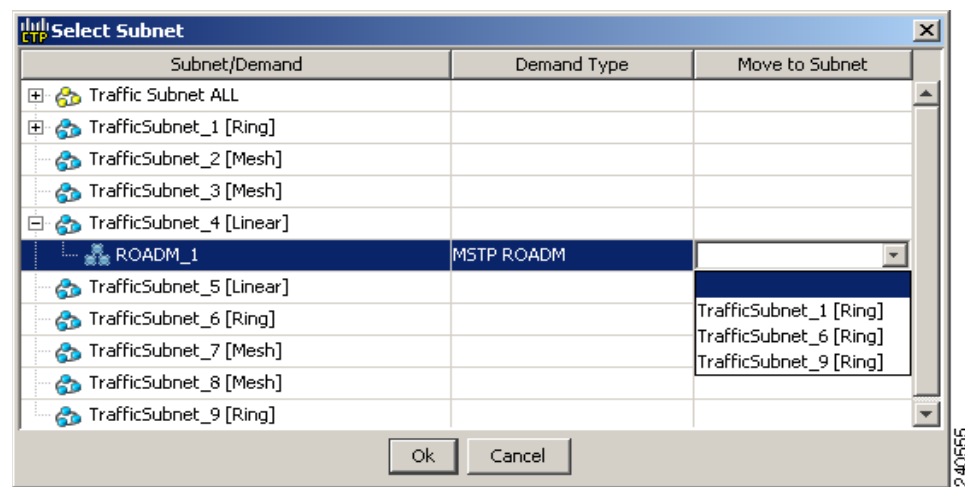 CTP Select Subnet
Subnet/Demand Demand Type Move to Subnet
Traffic Subnet ALL
TrafficSubnet_1 [Ring]
TrafficSubnet_2 [Mesh]
TrafficSubnet_3 [Mesh]
TrafficSubnet_4 [Linear]
ROADM_1 MSTP ROADM
TrafficSubnet_5 [Linear]
TrafficSubnet_6 [Ring]
TrafficSubnet_7 [Mesh]
TrafficSubnet_8 [Mesh]
TrafficSubnet_9 [Ring]
TrafficSubnet_1 [Ring]
TrafficSubnet_6 [Ring]
TrafficSubnet_9 [Ring]
Ok Cancel
240555